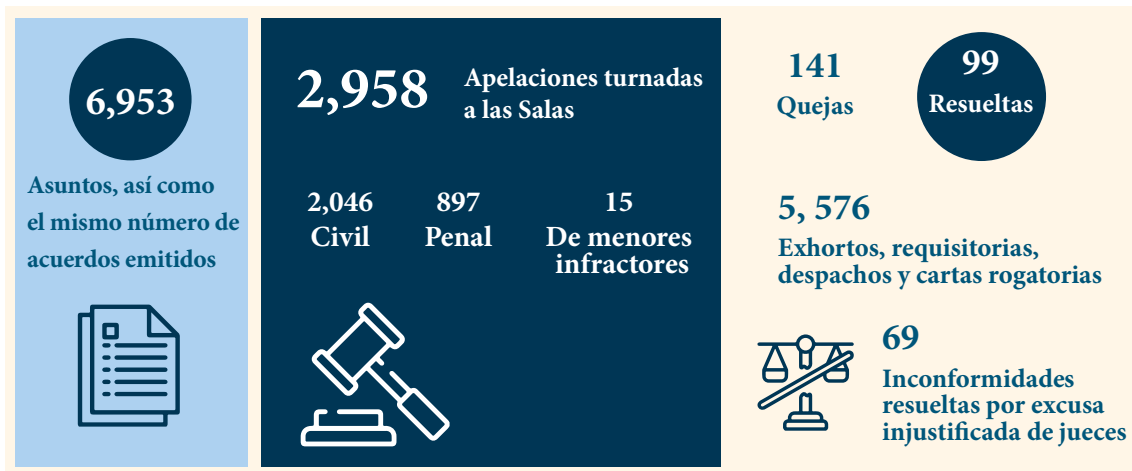 6,953
Asuntos, así como
el mismo número de
acuerdos emitidos
2,958
Apelaciones turnadas
a las Salas
2,046
Civil
897
Penal
15
De menores
infractores
141
Quejas
99
Resueltas
5, 576
Exhortos, requisitorias,
despachos y cartas rogatorias
69
Inconformidades
resueltas por excusa
injustificada de jueces